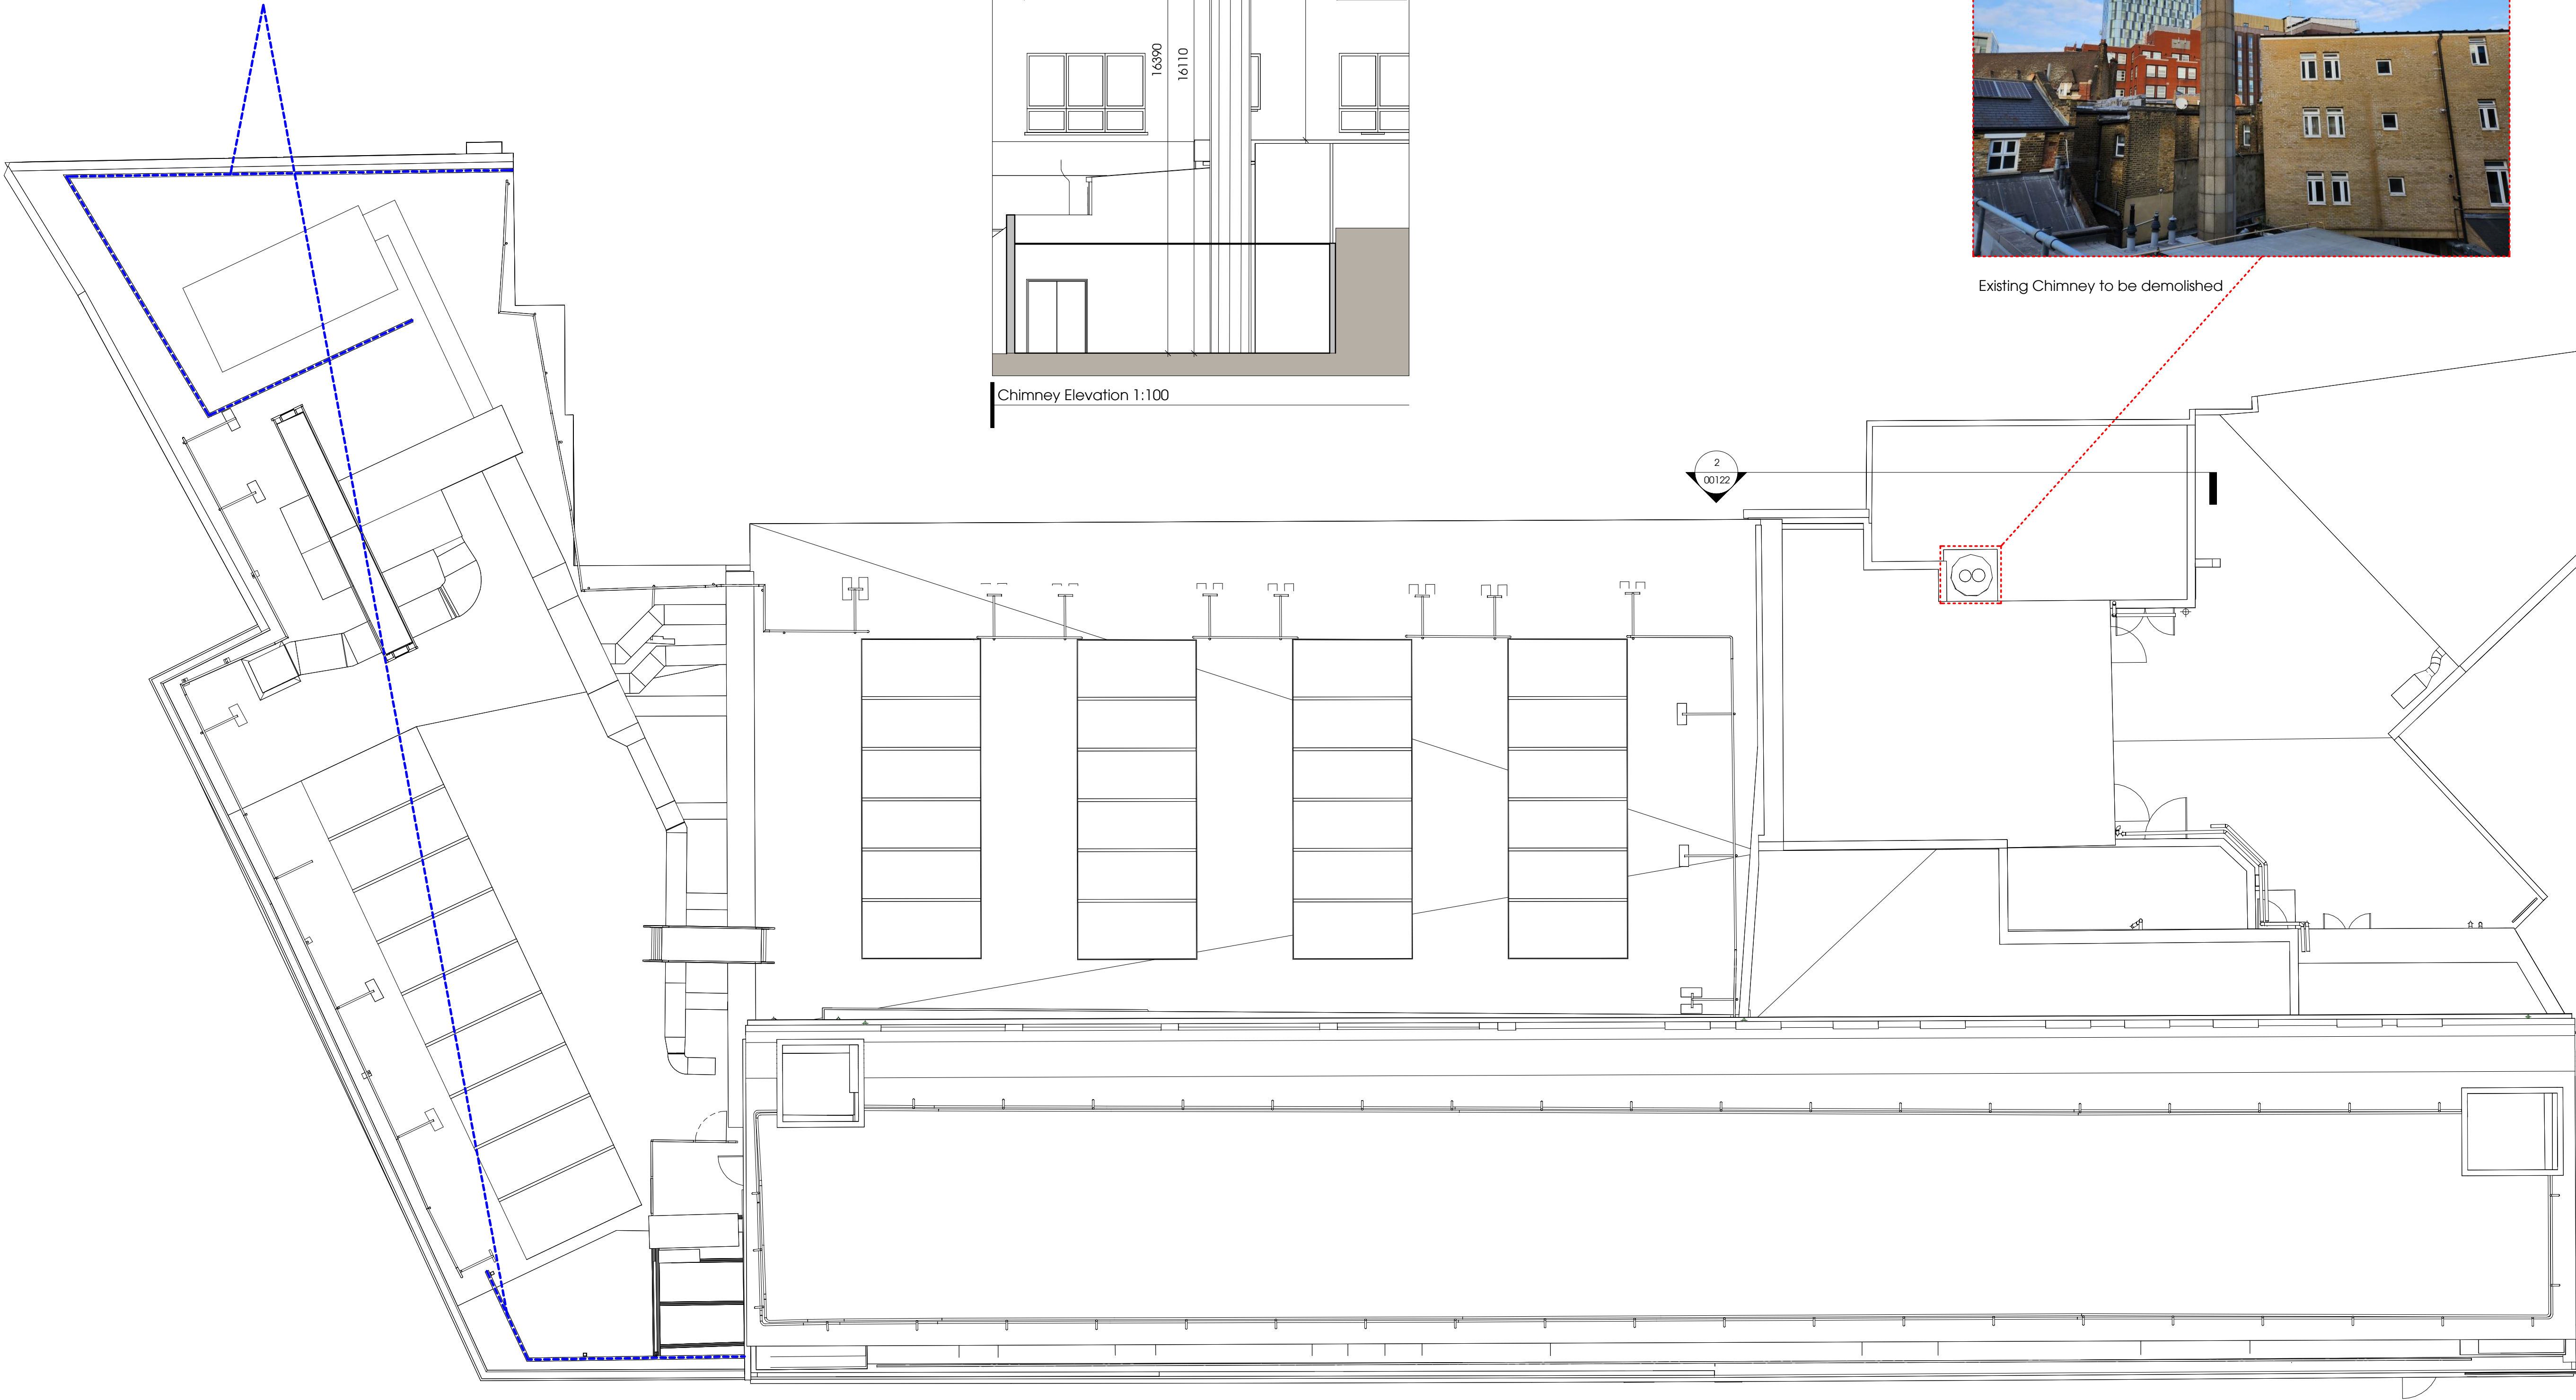 16390
16110
Existing Chimney to be demolished
Chimney Elevation 1:100
2
00122